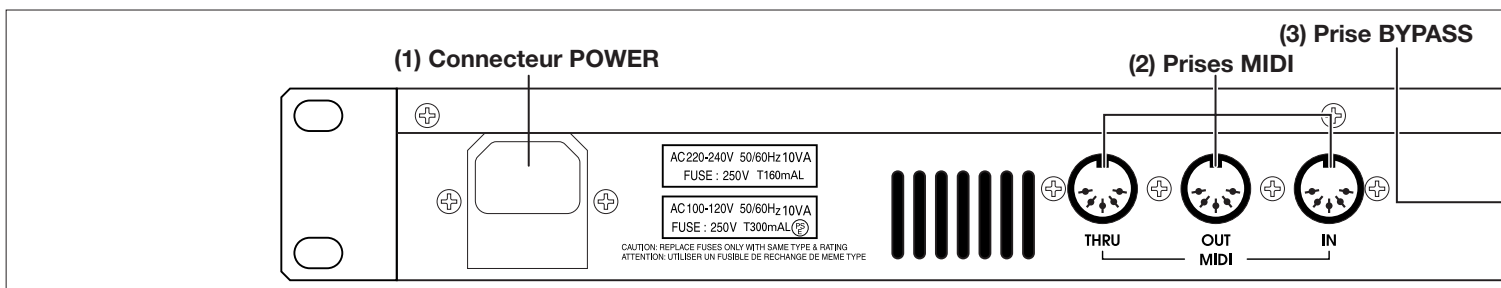 (3) Prise BYPASS
(1) Connecteur POWER
(2) Prises MIDI
AC220-240V 50/60Hz 10VA
FUSE : 250V T160mAL
AC100-120V 50/60Hz 10VA
FUSE : 250V T300mAL PSE
CAUTION: REPLACE FUSES ONLY WITH SAME TYPE & RATING
ATTENTION: UTILISER UN FUSIBLE DE RECHANGE DE MEME TYPE
THRU OUT IN
MIDI